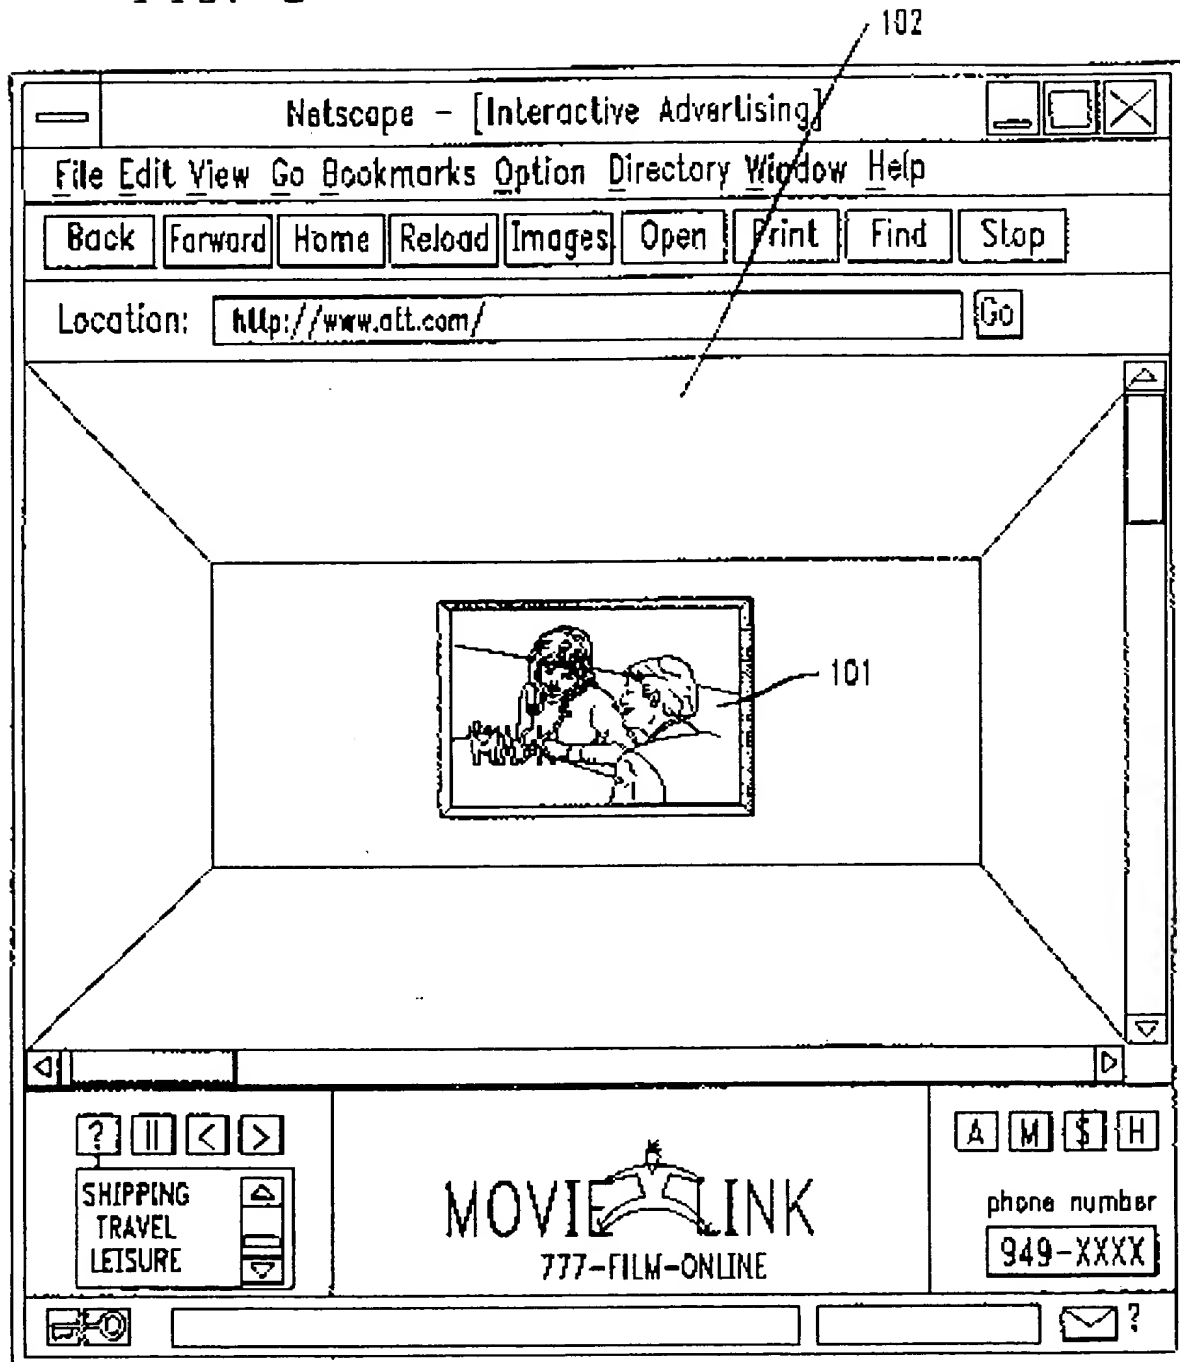 102
Netscape - [Interactive Advertising]
File Edit View Go Bookmarks Option Directory Window Help
Back Forward Home Reload Images Open Print Find Stop
Location: http://www.att.com/ Go
101
? || < > A M $ H
SHIPPING
TRAVEL
LEISURE
MOVIE LINK
777-FILM-ONLINE
phone number
949-XXXX
?